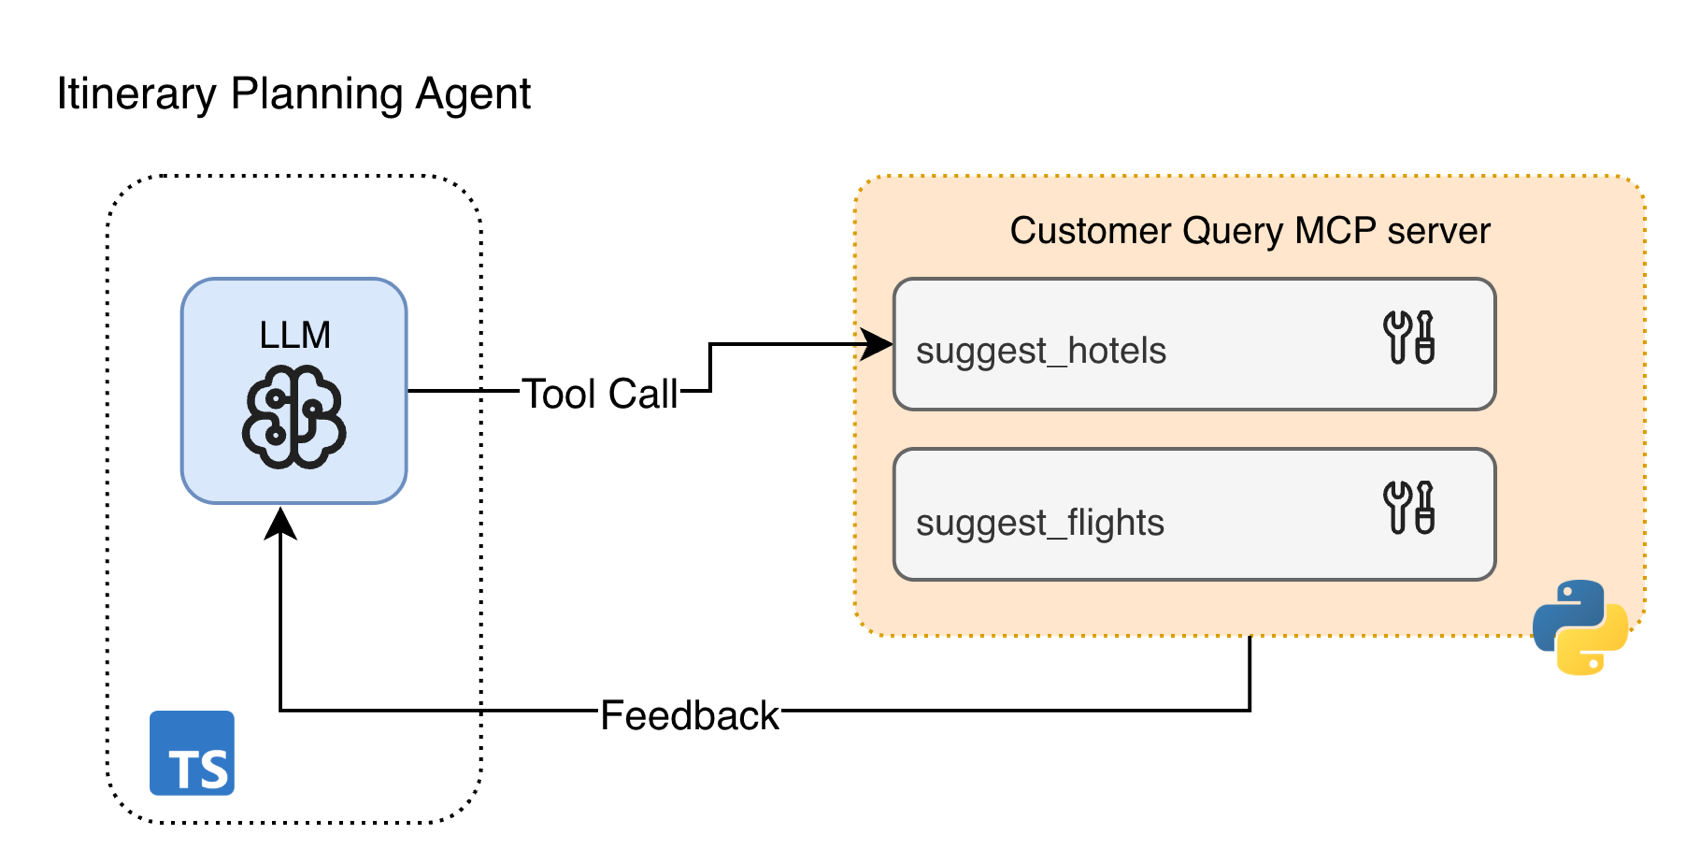 Itinerary Planning Agent
Customer Query MCP server
LLM
suggest_hotels
Tool Call
suggest_flights
Feedback
TS